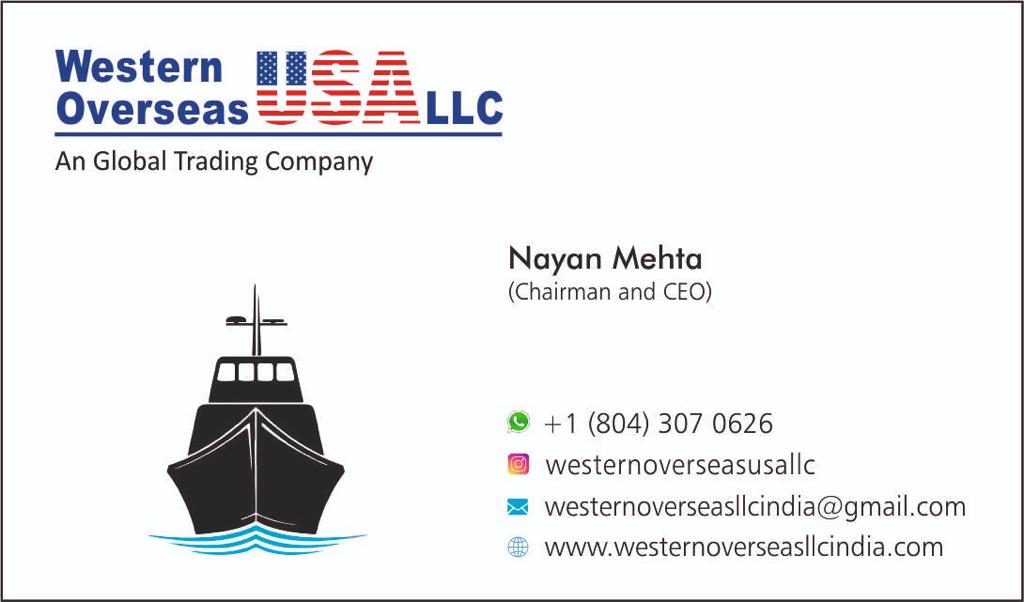 Western
Overseas USA LLC
An Global Trading Company
Nayan Mehta
(Chairman and CEO)
+1 (804) 307 0626
westernoverseasusallc
westernoverseasllcindia@gmail.com
www.westernoverseasllcindia.com